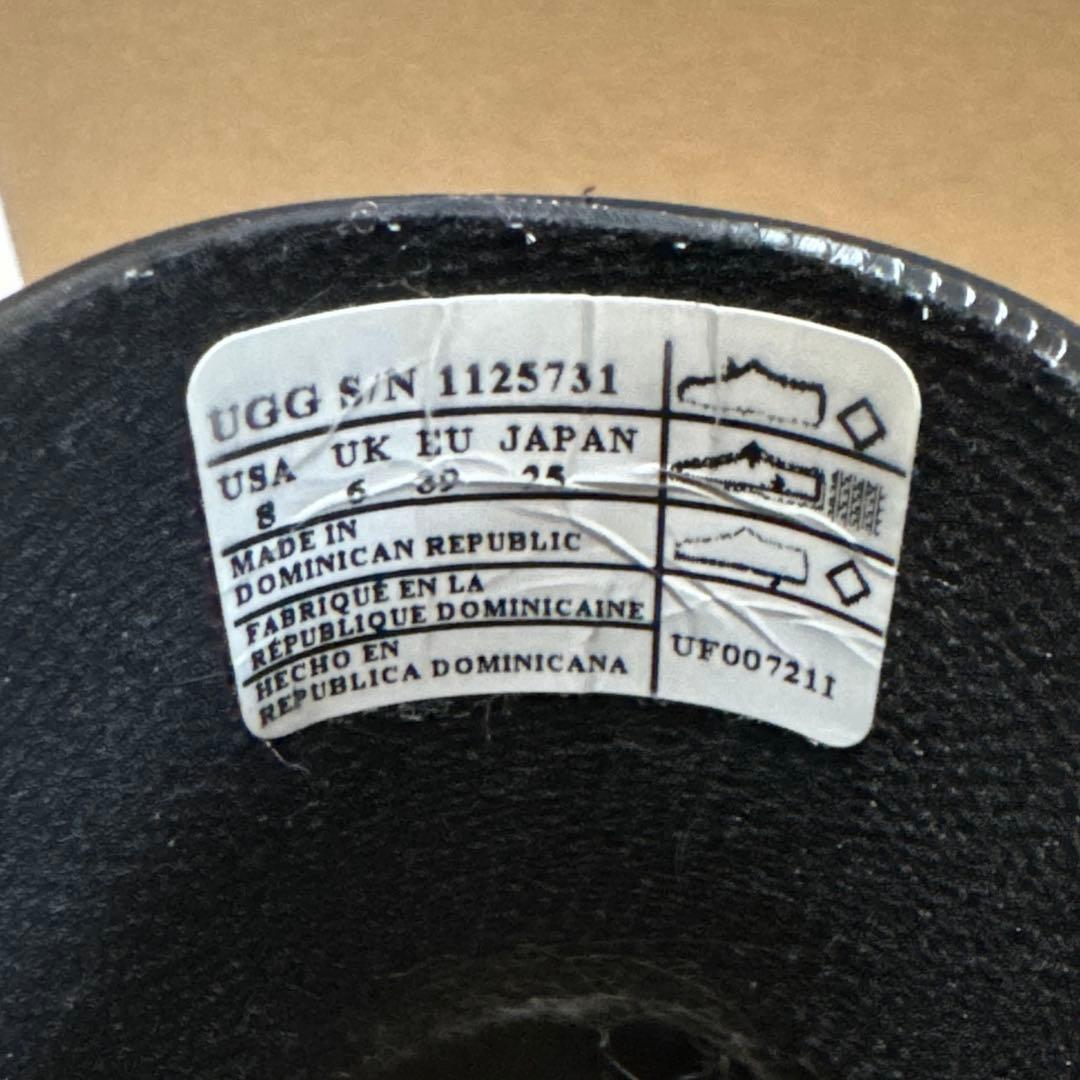 UGG S/N 1125731
USA UK EU JAPAN
8 6 39 25
MADE IN
DOMINICAN REPUBLIC
FABRIQUÉ EN LA
RÉPUBLIQUE DOMINICAINE
HECHO EN
REPUBLICA DOMINICANA
UF007211